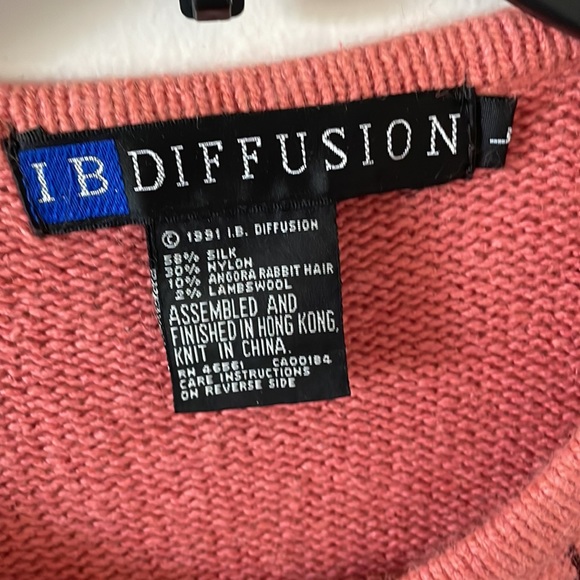 IB DIFFUSION L
© 1991 I.B. DIFFUSION
58% SILK
30% NYLON
10% ANGORA RABBIT HAIR
2% LAMBSWOOL
ASSEMBLED AND
FINISHED IN HONG KONG,
KNIT IN CHINA.
RN 46561 CA00184
CARE INSTRUCTIONS
ON REVERSE SIDE